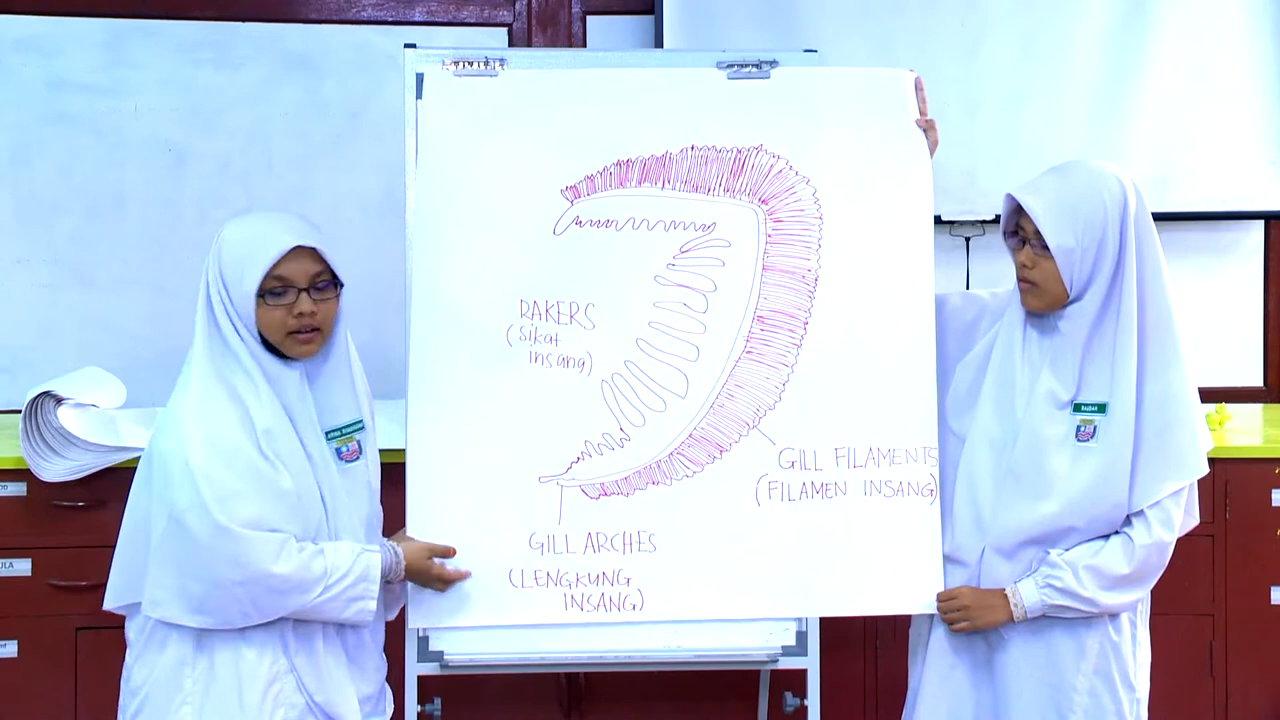 RAKERS
(sikat
insang)
GILL FILAMENTS
(FILAMEN INSANG)
GILL ARCHES
(LENGKUNG
INSANG)